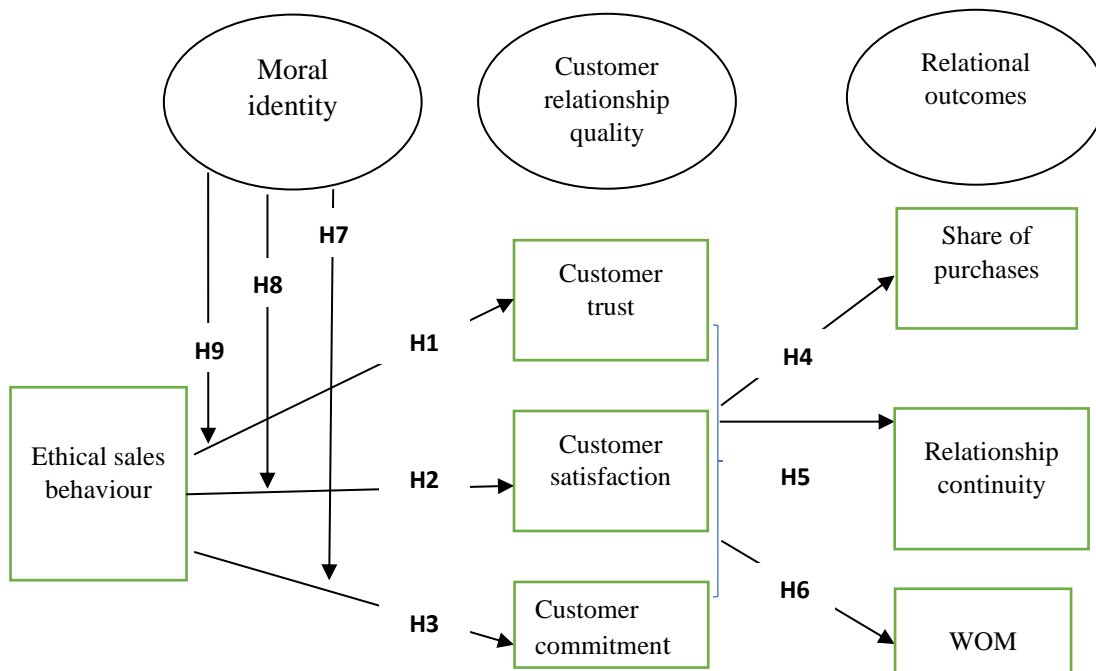 Moral
identity
Customer
relationship
quality
Relational
outcomes
H7
H8
H9
H1
Customer
trust
Share of
purchases
H4
Ethical sales
behaviour
H2
Customer
satisfaction
H5
Relationship
continuity
H3
Customer
commitment
H6
WOM